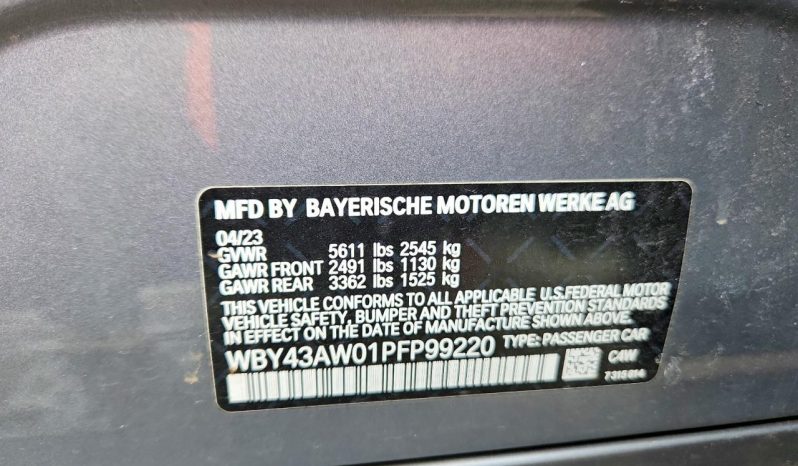 MFD BY BAYERISCHE MOTOREN WERKE AG
04/23
GVWR 5611 lbs 2545 kg
GAWR FRONT 2491 lbs 1130 kg
GAWR REAR 3362 lbs 1525 kg
THIS VEHICLE CONFORMS TO ALL APPLICABLE U.S. FEDERAL MOTOR
VEHICLE SAFETY, BUMPER AND THEFT PREVENTION STANDARDS
IN EFFECT ON THE DATE OF MANUFACTURE SHOWN ABOVE.
WBY43AW01PFP99220 TYPE: PASSENGER CAR
C4W
7315614